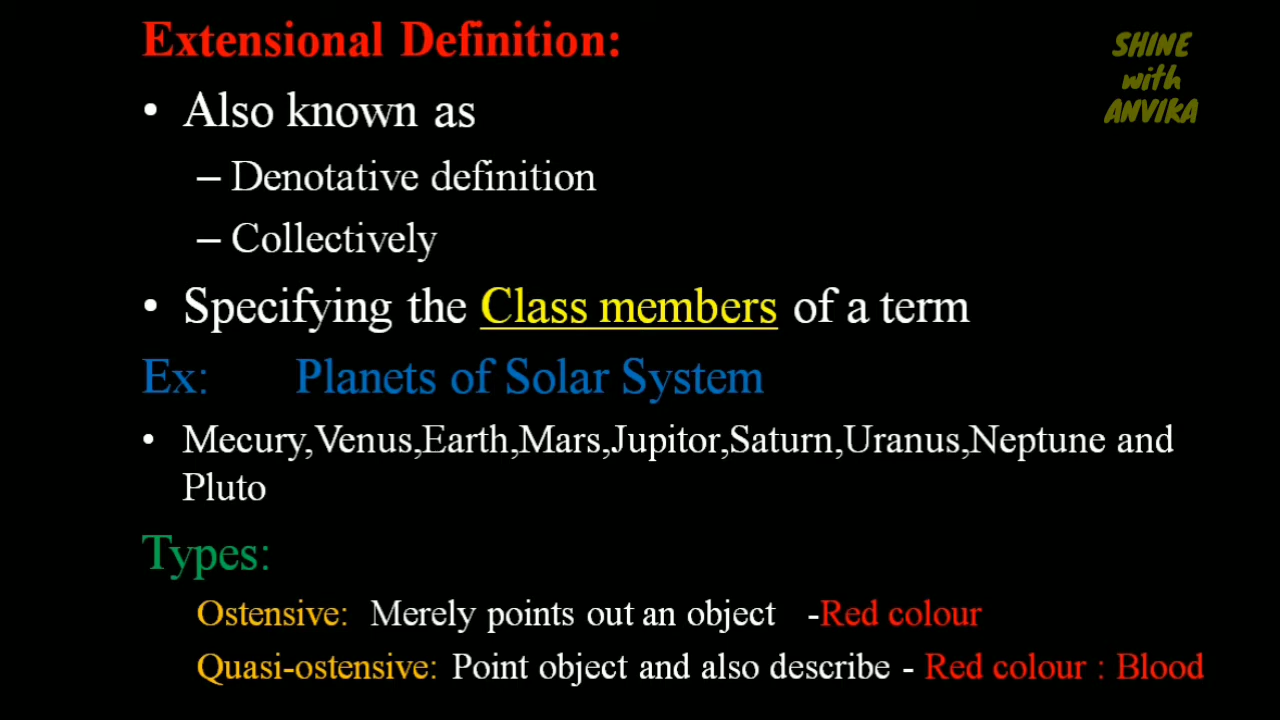 Extensional Definition:
SHINE
with
ANVIKA
• Also known as
– Denotative definition
– Collectively
• Specifying the Class members of a term
Ex: Planets of Solar System
• Mecury,Venus,Earth,Mars,Jupitor,Saturn,Uranus,Neptune and
Pluto
Types:
Ostensive: Merely points out an object -Red colour
Quasi-ostensive: Point object and also describe - Red colour : Blood